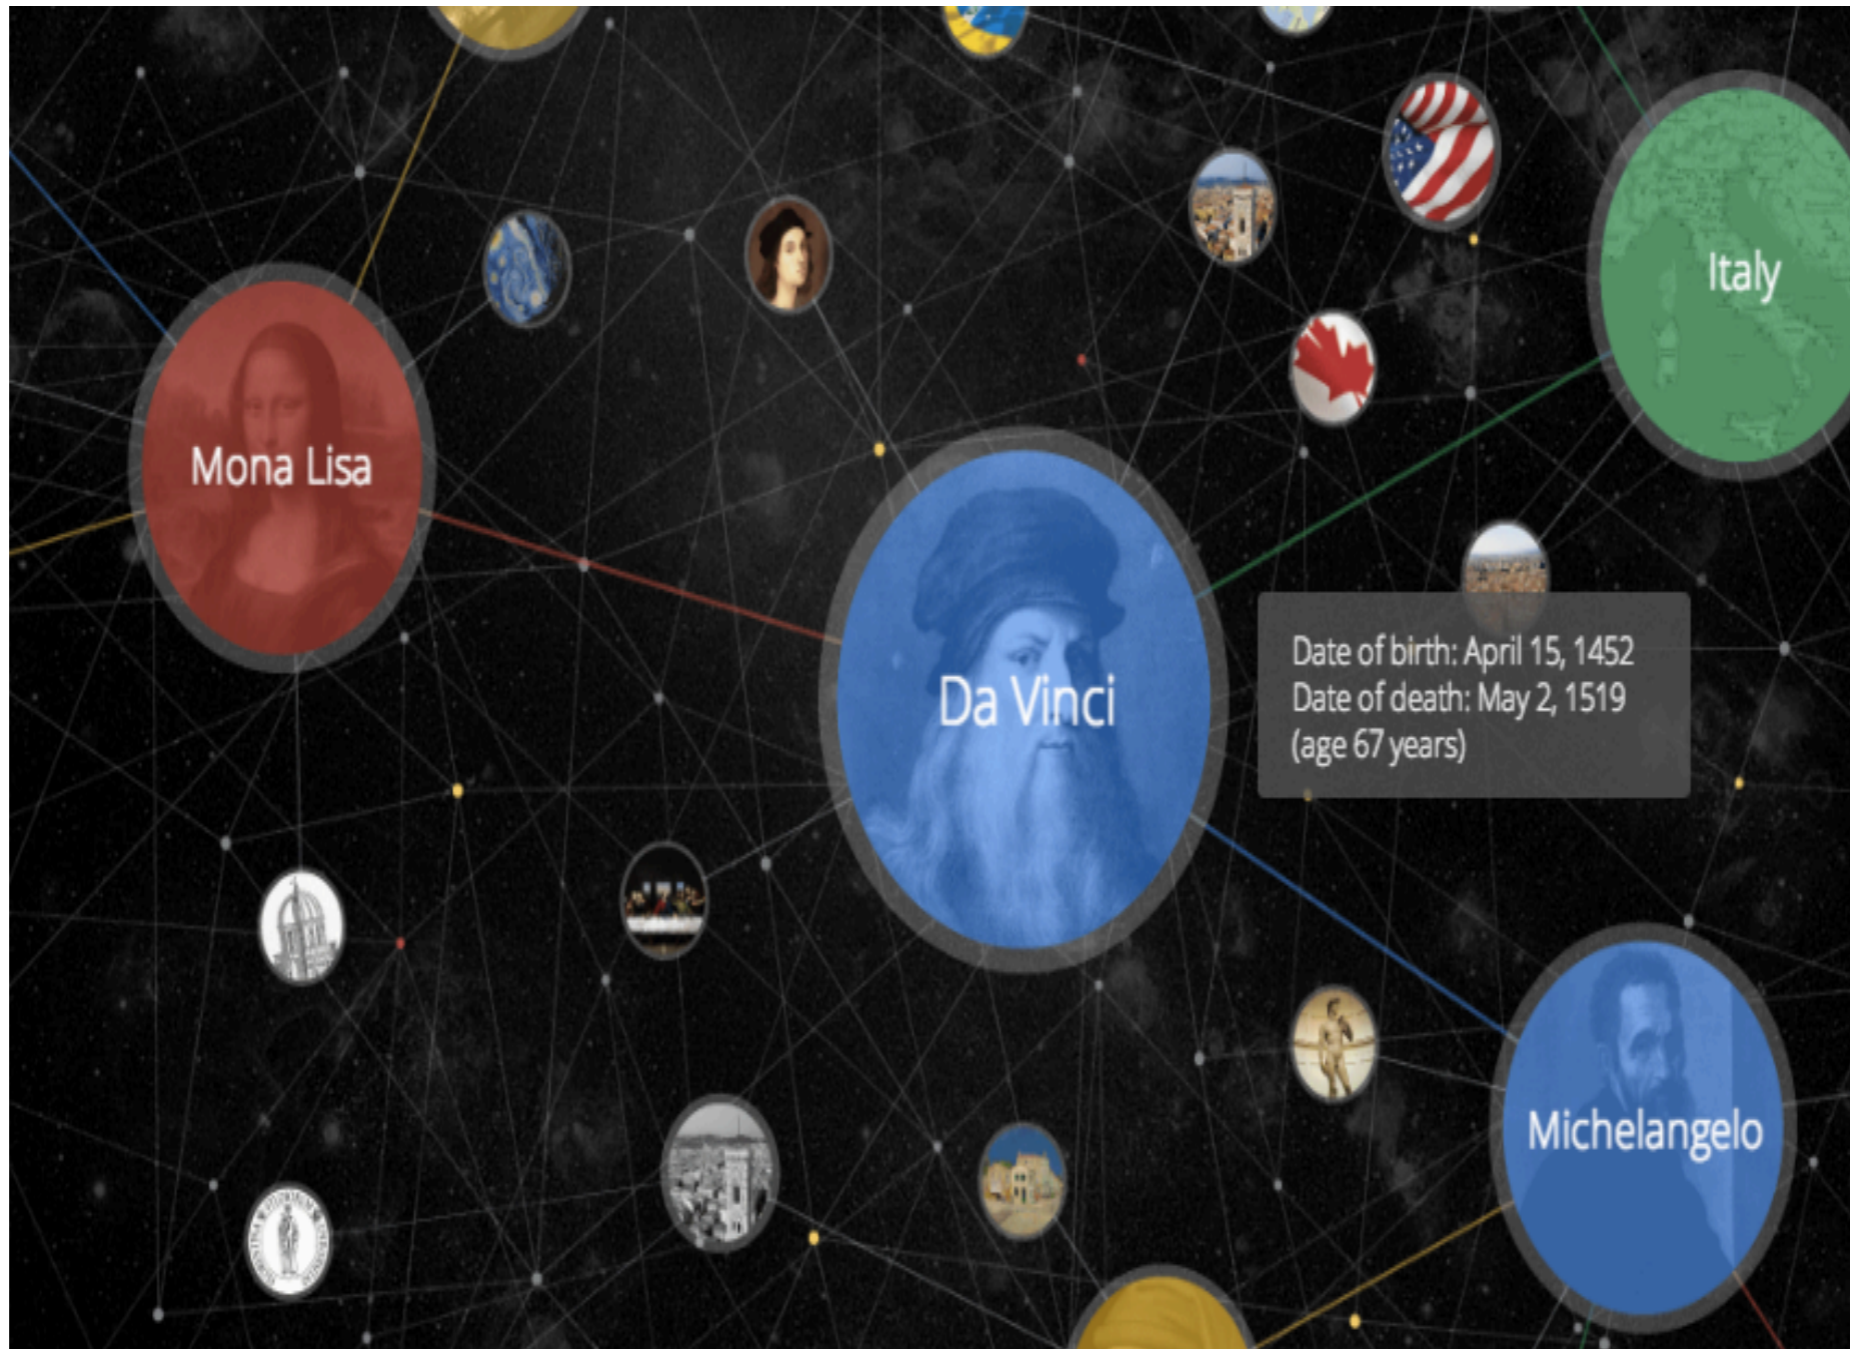 Italy
Mona Lisa
Da Vinci
Date of birth: April 15, 1452
Date of death: May 2, 1519
(age 67 years)
Michelangelo